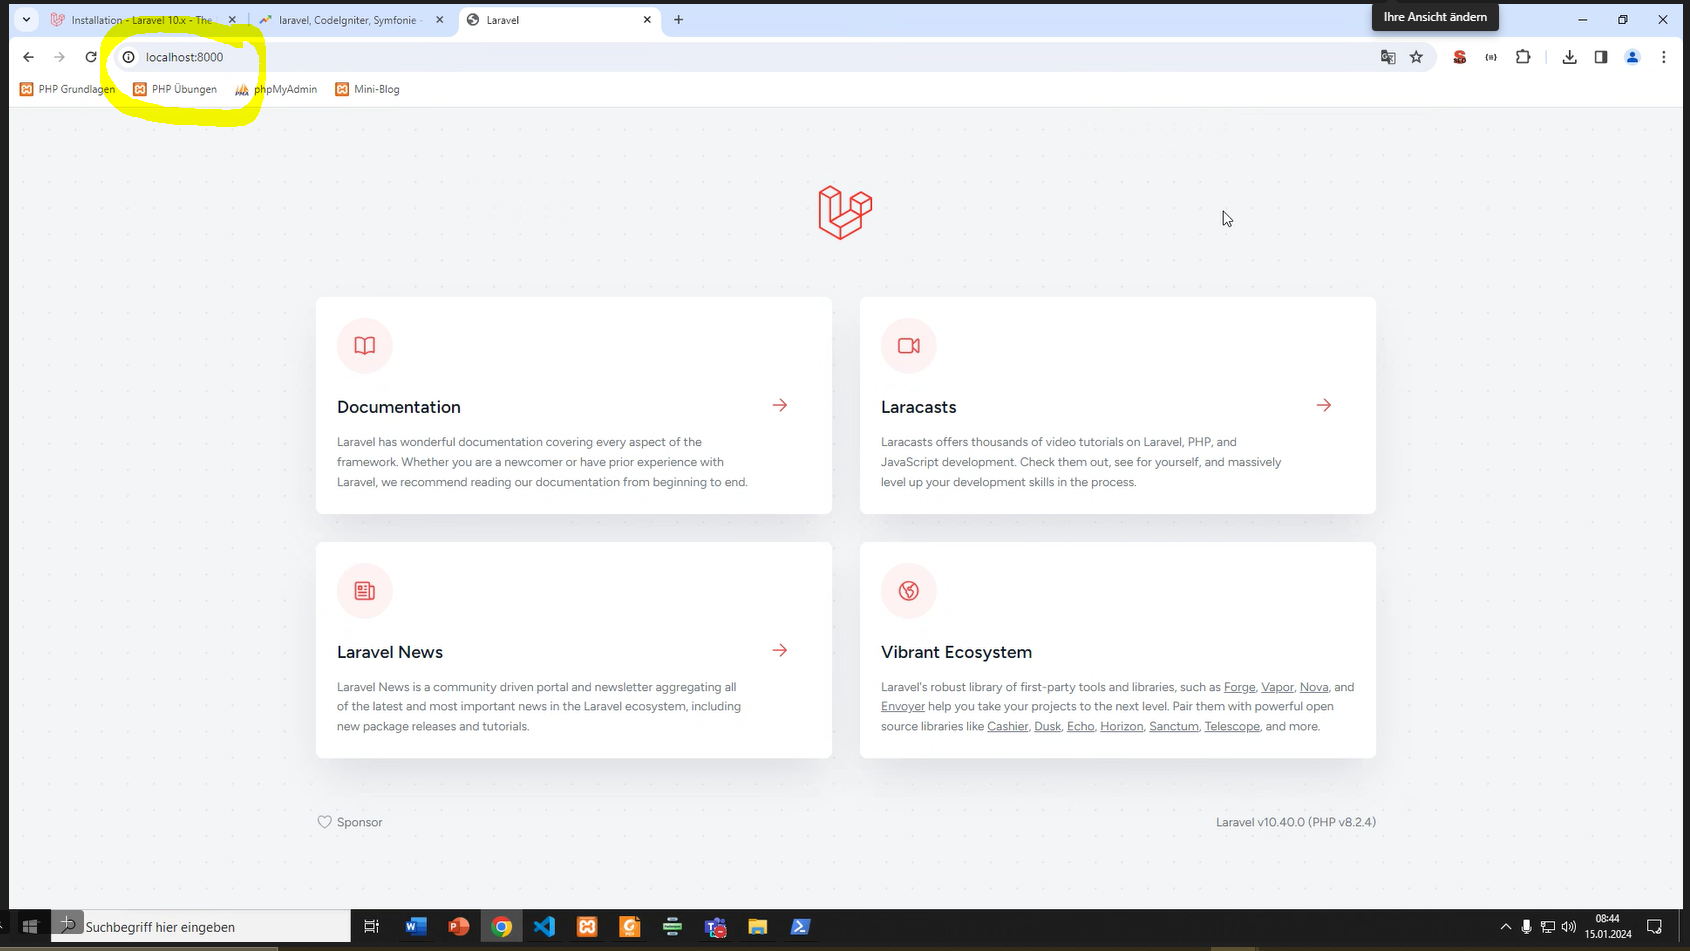 Ihre Ansicht ändern
Installation - Laravel 10.x - The
laravel, CodeIgniter, Symfonie -
Laravel
localhost:8000
PHP Grundlagen
PHP Übungen
phpMyAdmin
Mini-Blog
Documentation
Laravel has wonderful documentation covering every aspect of the
framework. Whether you are a newcomer or have prior experience with
Laravel, we recommend reading our documentation from beginning to end.
Laracasts
Laracasts offers thousands of video tutorials on Laravel, PHP, and
JavaScript development. Check them out, see for yourself, and massively
level up your development skills in the process.
Laravel News
Laravel News is a community driven portal and newsletter aggregating all
of the latest and most important news in the Laravel ecosystem, including
new package releases and tutorials.
Vibrant Ecosystem
Laravel's robust library of first-party tools and libraries, such as Forge, Vapor, Nova, and
Envoyer help you take your projects to the next level. Pair them with powerful open
source libraries like Cashier, Dusk, Echo, Horizon, Sanctum, Telescope, and more.
Sponsor
Laravel v10.40.0 (PHP v8.2.4)
Suchbegriff hier eingeben
08:44
15.01.2024